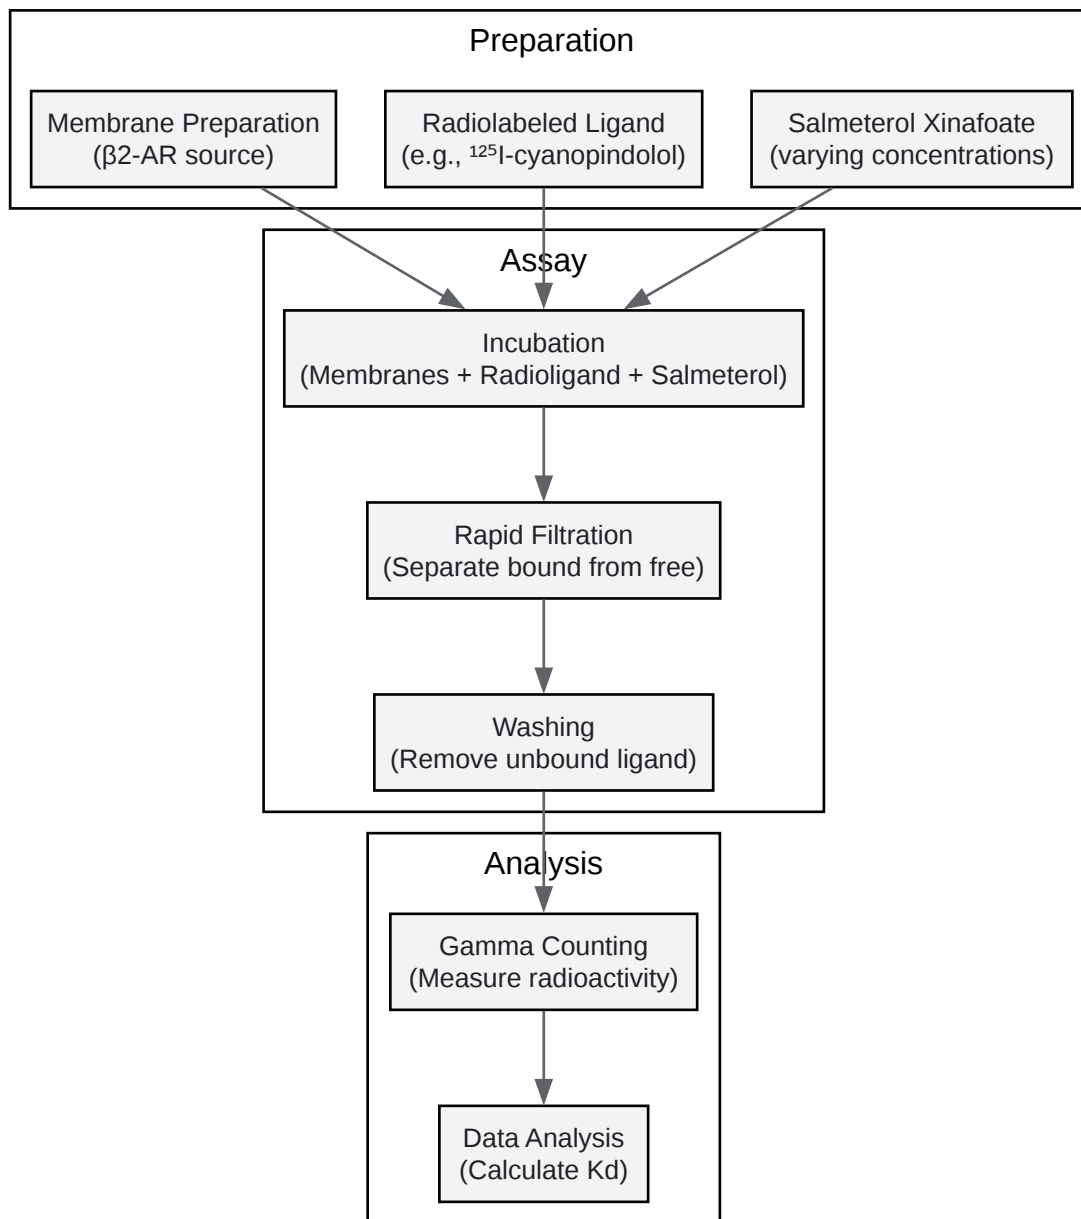 Preparation
Membrane Preparation
(β2-AR source)
Radiolabeled Ligand
(e.g., ¹²⁵I-cyanopindolol)
Salmeterol Xinafoate
(varying concentrations)
Assay
Incubation
(Membranes + Radioligand + Salmeterol)
Rapid Filtration
(Separate bound from free)
Washing
(Remove unbound ligand)
Analysis
Gamma Counting
(Measure radioactivity)
Data Analysis
(Calculate Kd)